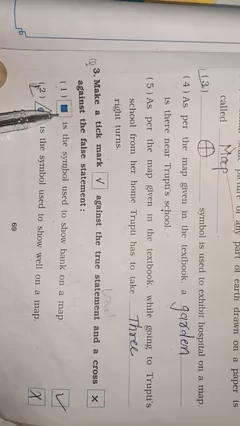 picture of any part of earth drawn on a paper is
called Map
(3) ⊕ symbol is used to exhibit hospital on a map.
(4) As per the map given in the textbook, a garden
is there near Trupti's school.
(5) As per the map given in the textbook, while going to Trupti's
school from her home Trupti has to take Three
right turns.
3. Make a tick mark √ against the true statement and a cross ×
against the false statement :
(1) ■ is the symbol used to show bank on a map. √
(2) is the symbol used to show well on a map. ×
69